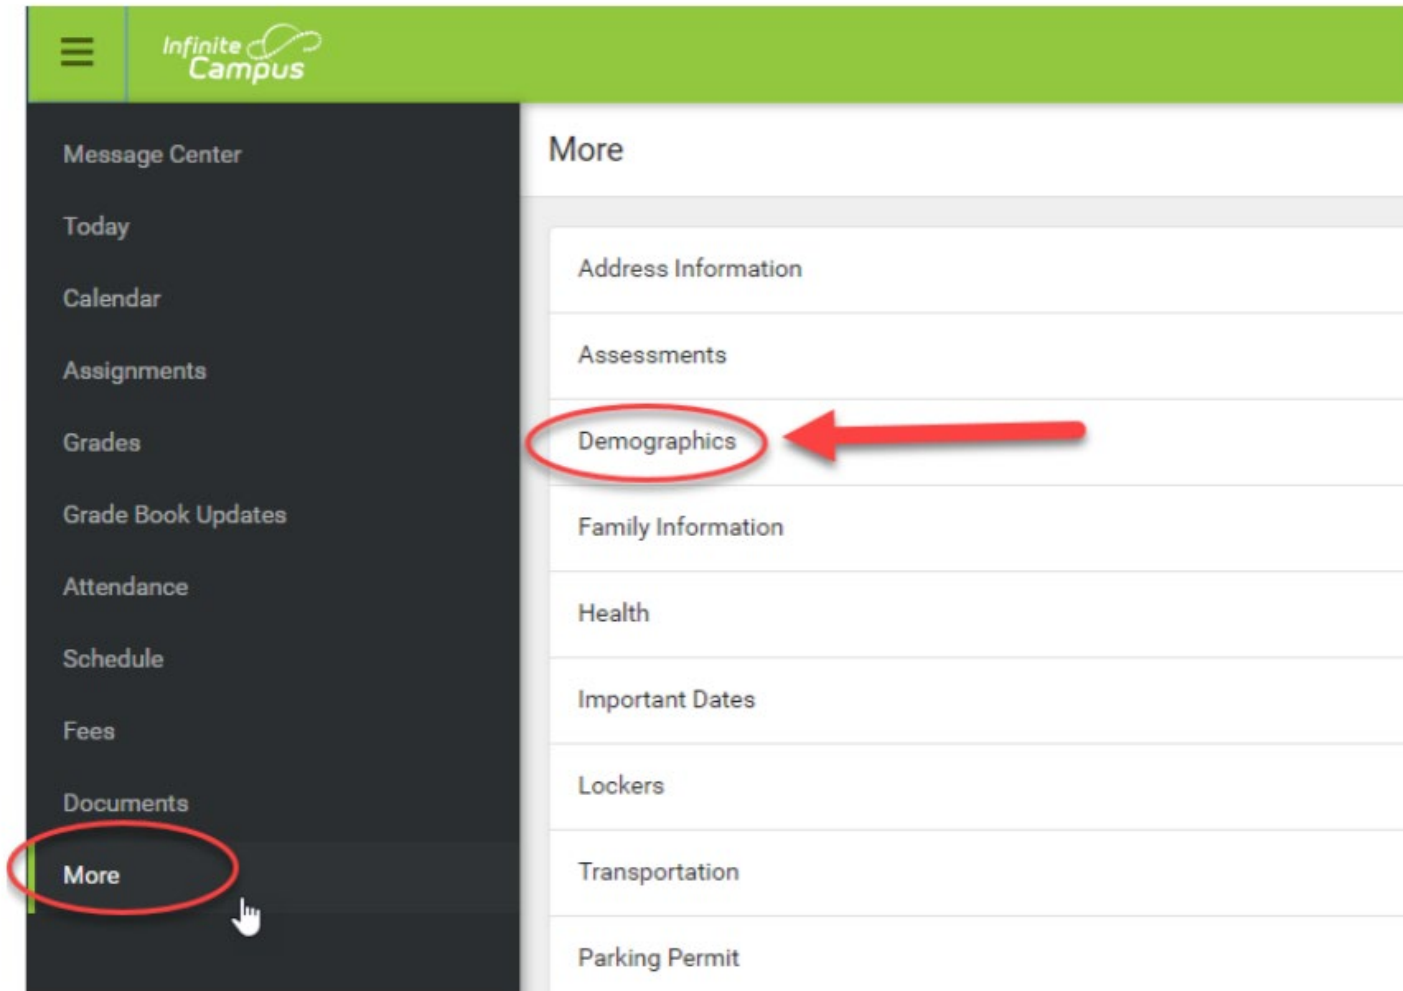 Infinite
Campus
Message Center
Today
Calendar
Assignments
Grades
Grade Book Updates
Attendance
Schedule
Fees
Documents
More
More
Address Information
Assessments
Demographics
Family Information
Health
Important Dates
Lockers
Transportation
Parking Permit